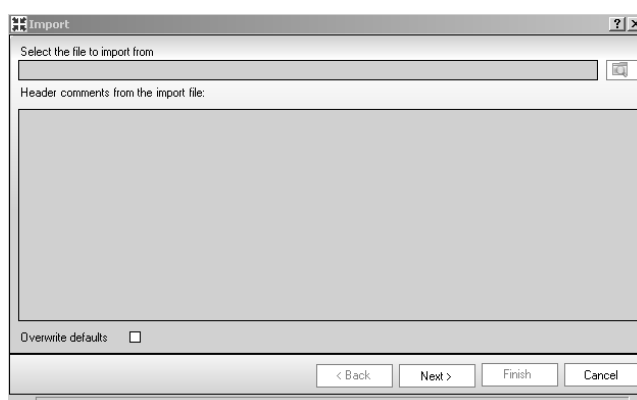 Import
Select the file to import from
Header comments from the import file:
Overwrite defaults
< Back Next > Finish Cancel